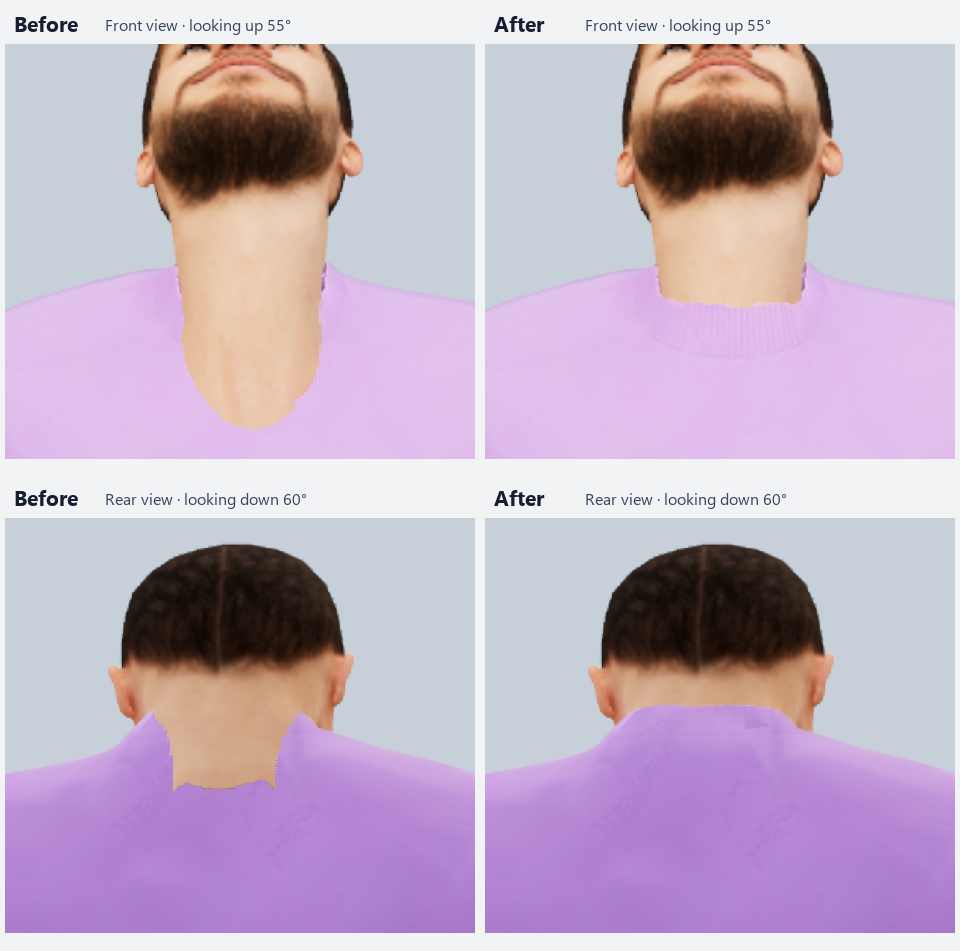 Before Front view · looking up 55°
After Front view · looking up 55°
Before Rear view · looking down 60°
After Rear view · looking down 60°